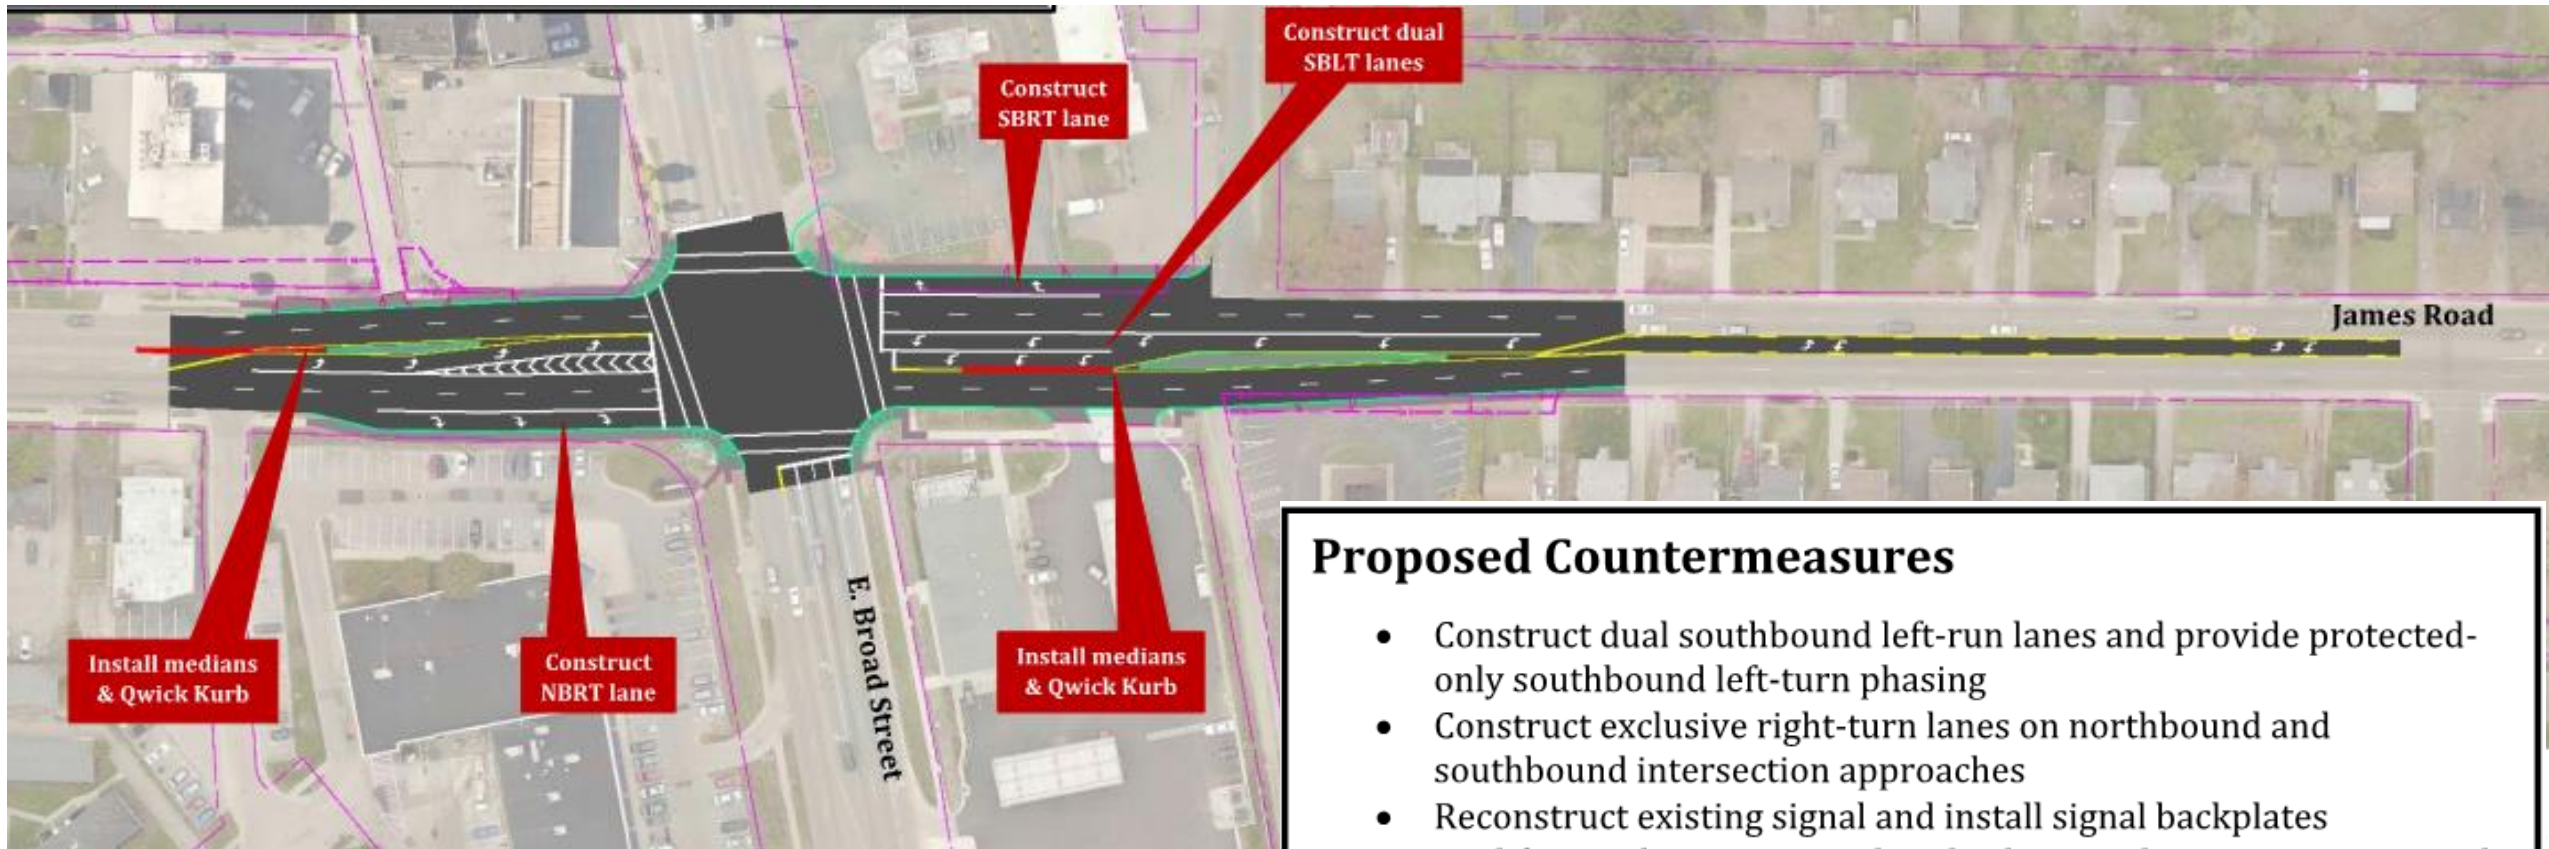 Construct dual
SBLT lanes
Construct
SBRT lane
James Road
Install medians
& Qwick Kurb
Construct
NBRT lane
E. Broad Street
Install medians
& Qwick Kurb
Proposed Countermeasures
• Construct dual southbound left-run lanes and provide protected-
only southbound left-turn phasing
• Construct exclusive right-turn lanes on northbound and
southbound intersection approaches
• Reconstruct existing signal and install signal backplates